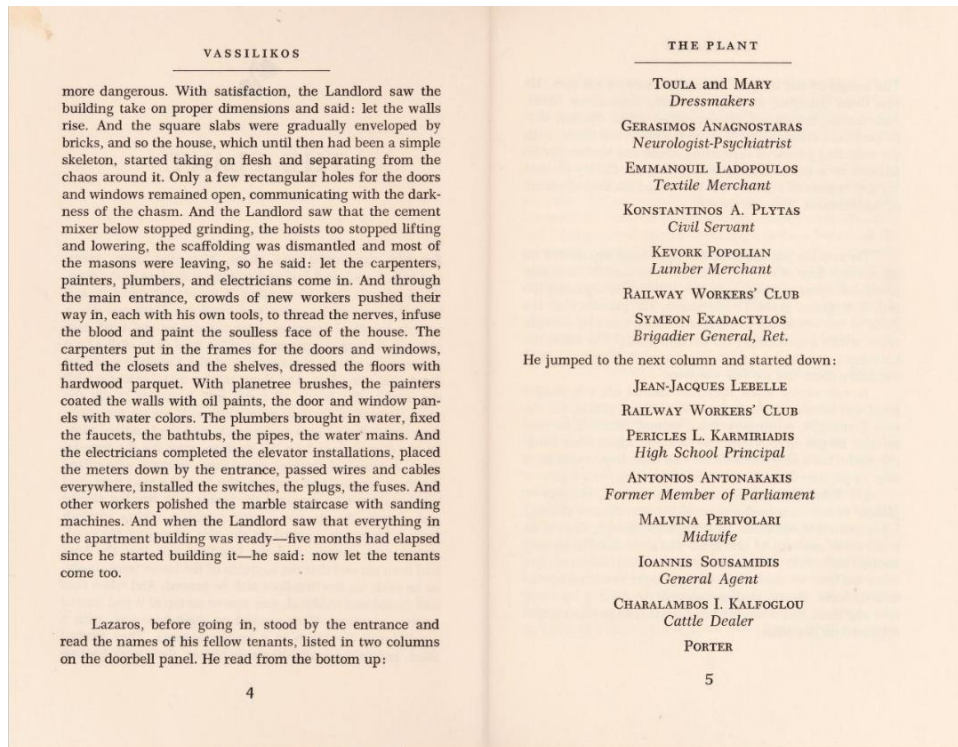 VASSILIKOS
more dangerous. With satisfaction, the Landlord saw the
building take on proper dimensions and said: let the walls
rise. And the square slabs were gradually enveloped by
bricks, and so the house, which until then had been a simple
skeleton, started taking on flesh and separating from the
chaos around it. Only a few rectangular holes for the doors
and windows remained open, communicating with the dark-
ness of the chasm. And the Landlord saw that the cement
mixer below stopped grinding, the hoists too stopped lifting
and lowering, the scaffolding was dismantled and most of
the masons were leaving, so he said: let the carpenters,
painters, plumbers, and electricians come in. And through
the main entrance, crowds of new workers pushed their
way in, each with his own tools, to thread the nerves, infuse
the blood and paint the soulless face of the house. The
carpenters put in the frames for the doors and windows,
fitted the closets and the shelves, dressed the floors with
hardwood parquet. With planetree brushes, the painters
coated the walls with oil paints, the door and window pan-
els with water colors. The plumbers brought in water, fixed
the faucets, the bathtubs, the pipes, the water mains. And
the electricians completed the elevator installations, placed
the meters down by the entrance, passed wires and cables
everywhere, installed the switches, the plugs, the fuses. And
other workers polished the marble staircase with sanding
machines. And when the Landlord saw that everything in
the apartment building was ready—five months had elapsed
since he started building it—he said: now let the tenants
come too.
Lazaros, before going in, stood by the entrance and
read the names of his fellow tenants, listed in two columns
on the doorbell panel. He read from the bottom up:
4
THE PLANT
TOULA and MARY
Dressmakers
GERASIMOS ANAGNOSTARAS
Neurologist-Psychiatrist
EMMANOUIL LADOPOULOS
Textile Merchant
KONSTANTINOS A. PLYTAS
Civil Servant
KEVORK POPOLIAN
Lumber Merchant
RAILWAY WORKERS' CLUB
SYMEON EXADACTYLOS
Brigadier General, Ret.
He jumped to the next column and started down:
JEAN-JACQUES LEBELLE
RAILWAY WORKERS' CLUB
PERICLES L. KARMIRIADIS
High School Principal
ANTONIOS ANTONAKAKIS
Former Member of Parliament
MALVINA PERIVOLARI
Midwife
IOANNIS SOUSAMIDIS
General Agent
CHARALAMBOS I. KALFOGLOU
Cattle Dealer
PORTER
5